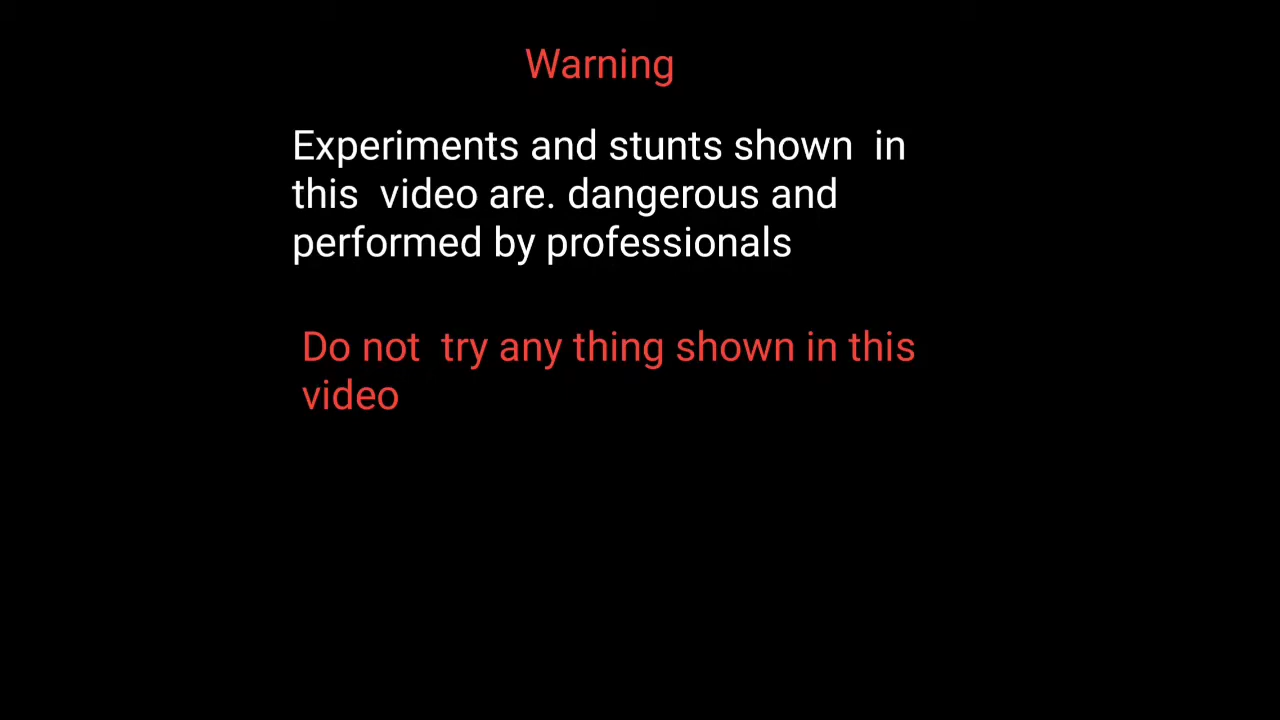 Warning
Experiments and stunts shown  in
this  video are. dangerous and
performed by professionals
Do not  try any thing shown in this
video